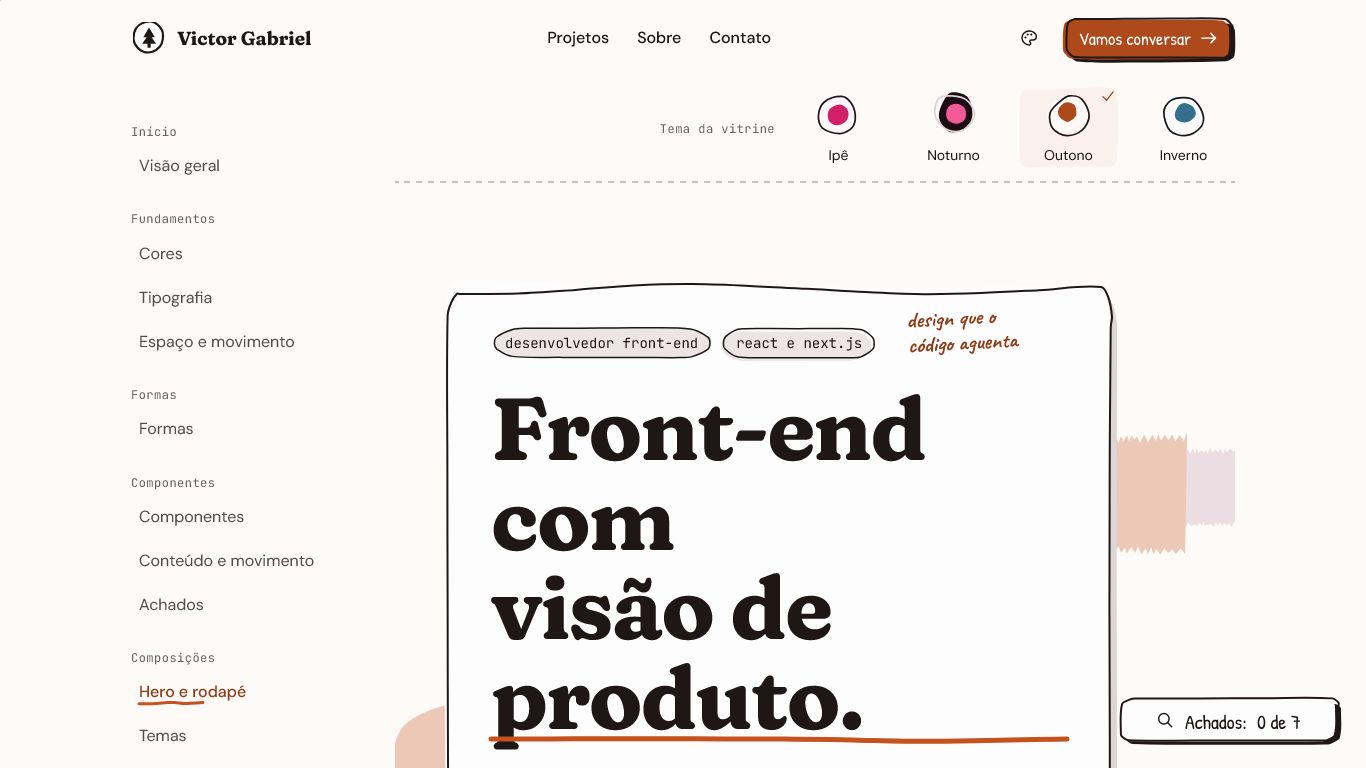 Victor Gabriel
Projetos Sobre Contato
Vamos conversar
Tema da vitrine
Ipê
Noturno
Outono
Inverno
Início
Visão geral
Fundamentos
Cores
Tipografia
Espaço e movimento
Formas
Formas
Componentes
Componentes
Conteúdo e movimento
Achados
Composições
Hero e rodapé
Temas
desenvolvedor front-end
react e next.js
design que o
código aguenta
Front-end
com
visão de
produto.
Achados: 0 de 7